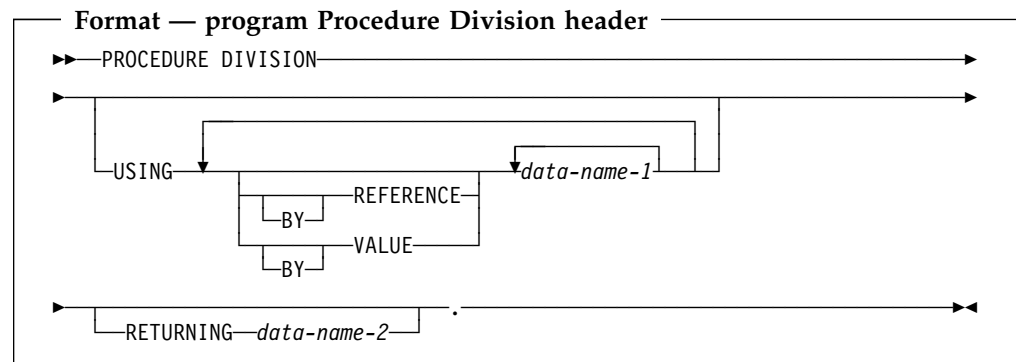 Format — program Procedure Division header
PROCEDURE DIVISION
USING data-name-1
REFERENCE
BY
VALUE
BY
.
RETURNING data-name-2